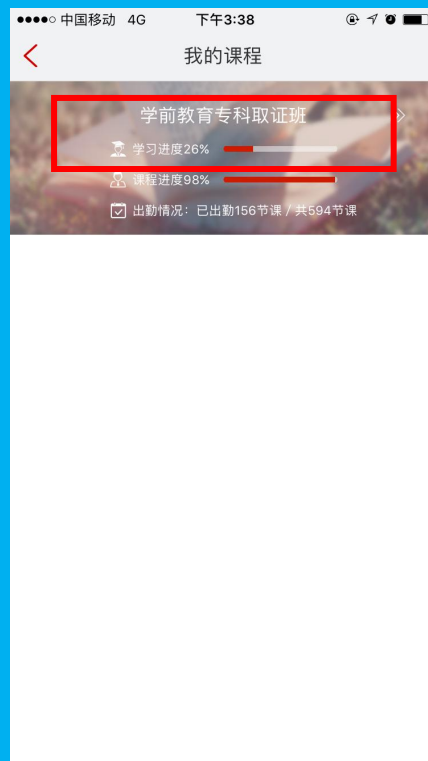 中国移动 4G 下午3:38
我的课程
学前教育专科取证班
学习进度26%
课程进度98%
出勤情况：已出勤156节课 / 共594节课